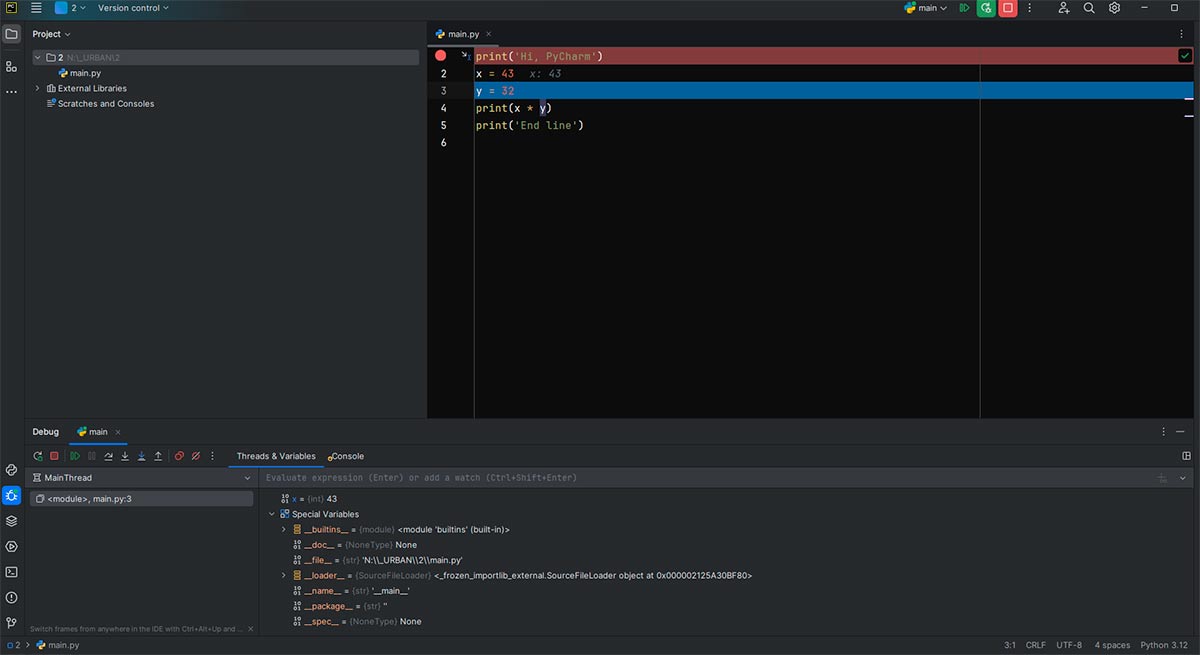 PC 2 Version control main
Project main.py
2 N:\_URBAN\2
main.py
External Libraries
Scratches and Consoles
print('Hi, PyCharm')
2 x = 43 x: 43
3 y = 32
4 print(x * y)
5 print('End line')
6
Debug main
Threads & Variables Console
MainThread
Evaluate expression (Enter) or add a watch (Ctrl+Shift+Enter)
<module>, main.py:3
x = {int} 43
Special Variables
__builtins__ = {module} <module 'builtins' (built-in)>
__doc__ = {NoneType} None
__file__ = {str} 'N:\\_URBAN\\2\\main.py'
__loader__ = {SourceFileLoader} <_frozen_importlib_external.SourceFileLoader object at 0x000002125A30BF80>
__name__ = {str} '__main__'
__package__ = {str} ''
__spec__ = {NoneType} None
Switch frames from anywhere in the IDE with Ctrl+Alt+Up and ...
2 main.py 3:1 CRLF UTF-8 4 spaces Python 3.12